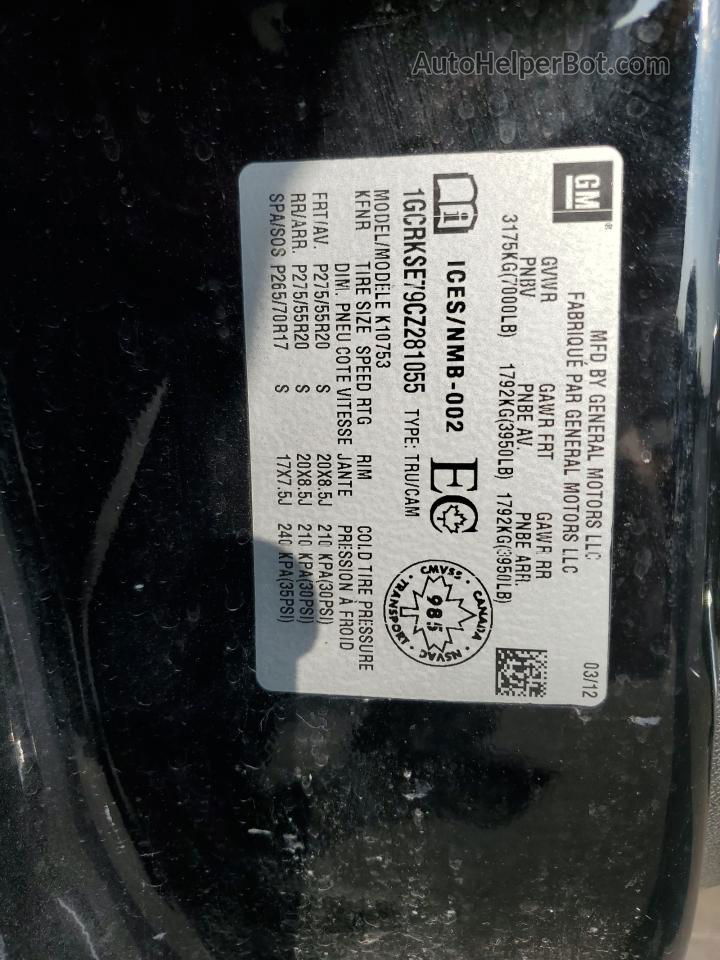 AutoHelperBot.com
GM®
MFD BY GENERAL MOTORS LLC
FABRIQUÉ PAR GENERAL MOTORS LLC
03/12
GVWR GAWR FRT GAWR RR
PNBV PNBE AV. PNBE ARR.
3175KG(7000LB) 1792KG(3950LB) 1792KG(3950LB)
i ICES/NMB-002 EC CMVSS · CANADA · NSVAC · TRANSPORT · 985
1GCRKSE79CZ281055 TYPE: TRU/CAM
MODEL/MODELE K10753
KFNR TIRE SIZE SPEED RTG RIM COLD TIRE PRESSURE
DIM. PNEU COTE VITESSE JANTE PRESSION À FROID
FRT/AV. P275/55R20 S 20X8.5J 210 KPA(30PSI)
RR/ARR. P275/55R20 S 20X8.5J 210 KPA(30PSI)
SPA/SOS P265/70R17 S 17X7.5J 240 KPA(35PSI)